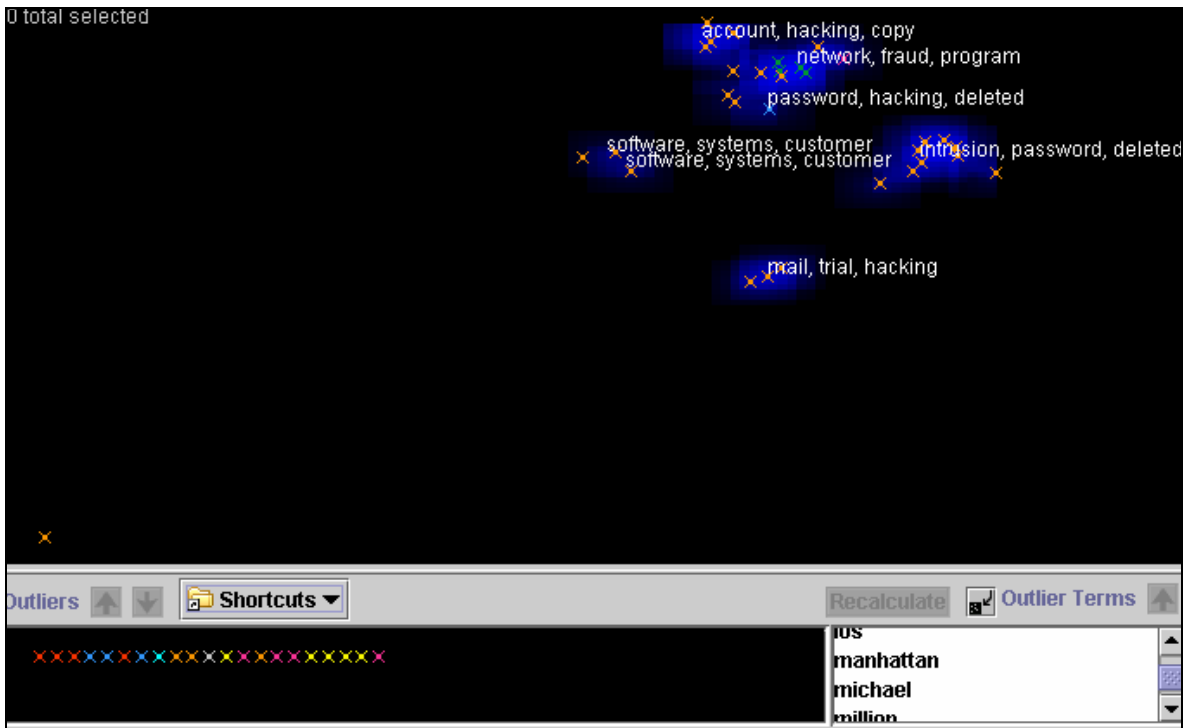 0 total selected
account, hacking, copy
network, fraud, program
password, hacking, deleted
software, systems, customer
intrusion, password, deleted
software, systems, customer
mail, trial, hacking
Outliers
Shortcuts
Recalculate
Outlier Terms
manhattan
michael
million